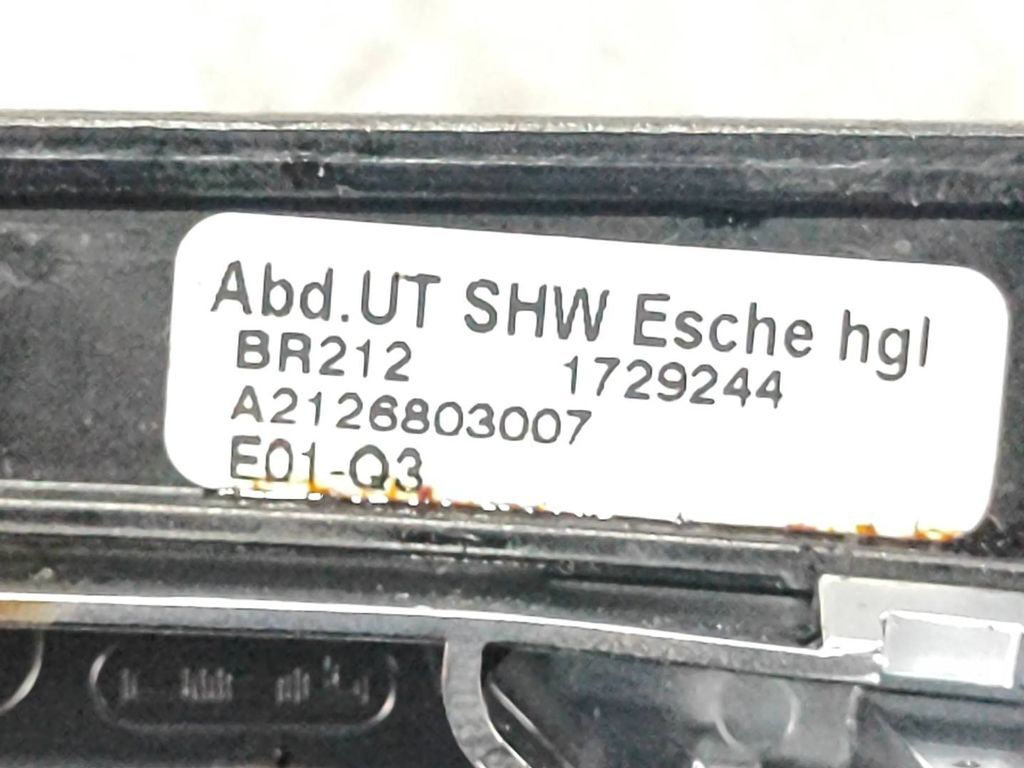 Abd.UT SHW Esche hgl
BR212 1729244
A2126803007
E01-Q3